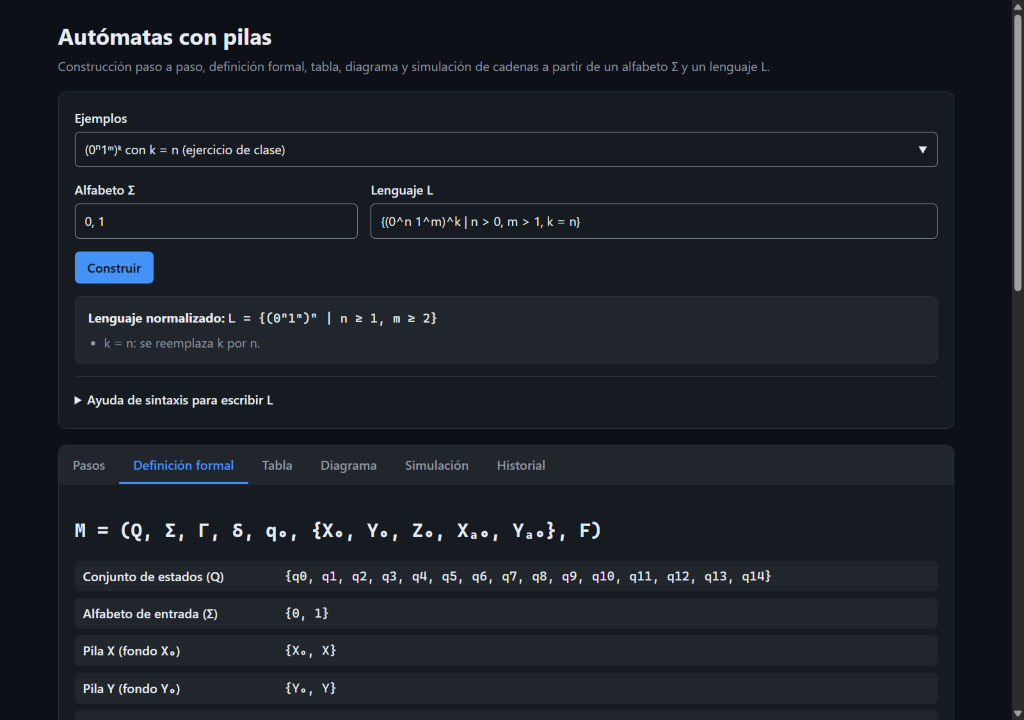 Autómatas con pilas
Construcción paso a paso, definición formal, tabla, diagrama y simulación de cadenas a partir de un alfabeto Σ y un lenguaje L.
Ejemplos
(0ⁿ1ᵐ)ᵏ con k = n (ejercicio de clase)
Alfabeto Σ
Lenguaje L
0, 1
{(0^n 1^m)^k | n > 0, m > 1, k = n}
Construir
Lenguaje normalizado: L = {(0ⁿ1ᵐ)ⁿ | n ≥ 1, m ≥ 2}
• k = n: se reemplaza k por n.
▶ Ayuda de sintaxis para escribir L
Pasos Definición formal Tabla Diagrama Simulación Historial
M = (Q, Σ, Γ, δ, q₀, {X₀, Y₀, Z₀, Xₐ₀, Yₐ₀}, F)
Conjunto de estados (Q) {q0, q1, q2, q3, q4, q5, q6, q7, q8, q9, q10, q11, q12, q13, q14}
Alfabeto de entrada (Σ) {0, 1}
Pila X (fondo X₀) {X₀, X}
Pila Y (fondo Y₀) {Y₀, Y}